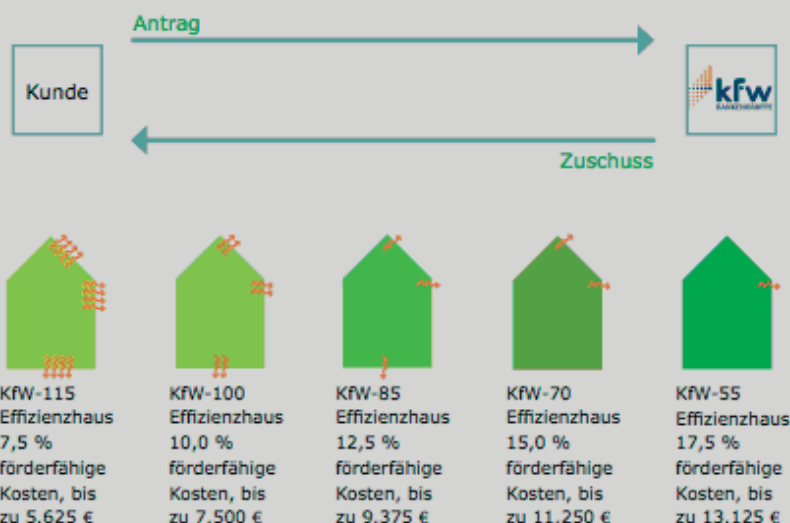 Antrag
Kunde
kfw
BANKENGRUPPE
Zuschuss
KfW-115
Effizienzhaus
7,5 %
förderfähige
Kosten, bis
zu 5.625 €
KfW-100
Effizienzhaus
10,0 %
förderfähige
Kosten, bis
zu 7.500 €
KfW-85
Effizienzhaus
12,5 %
förderfähige
Kosten, bis
zu 9.375 €
KfW-70
Effizienzhaus
15,0 %
förderfähige
Kosten, bis
zu 11.250 €
KfW-55
Effizienzhaus
17,5 %
förderfähige
Kosten, bis
zu 13.125 €